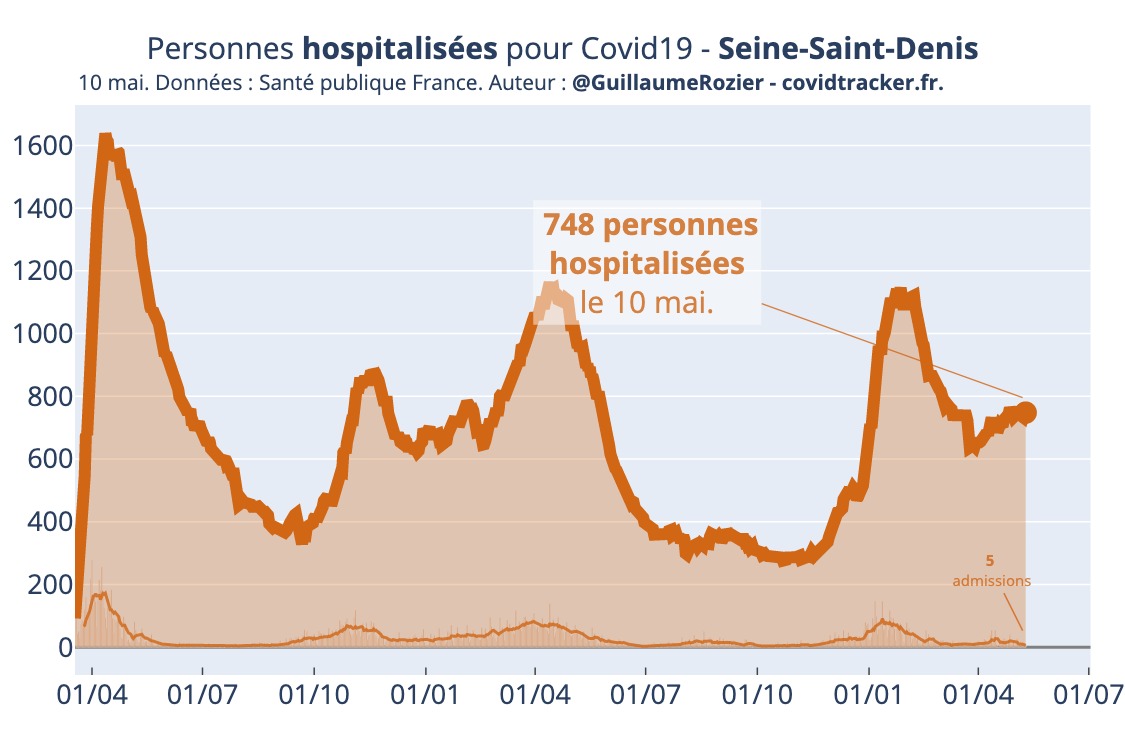 Personnes hospitalisées pour Covid19 - Seine-Saint-Denis
10 mai. Données : Santé publique France. Auteur : @GuillaumeRozier - covidtracker.fr.
1600
1400
1200
1000
800
600
400
200
0
748 personnes
hospitalisées
le 10 mai.
5
admissions
01/04 01/07 01/10 01/01 01/04 01/07 01/10 01/01 01/04 01/07